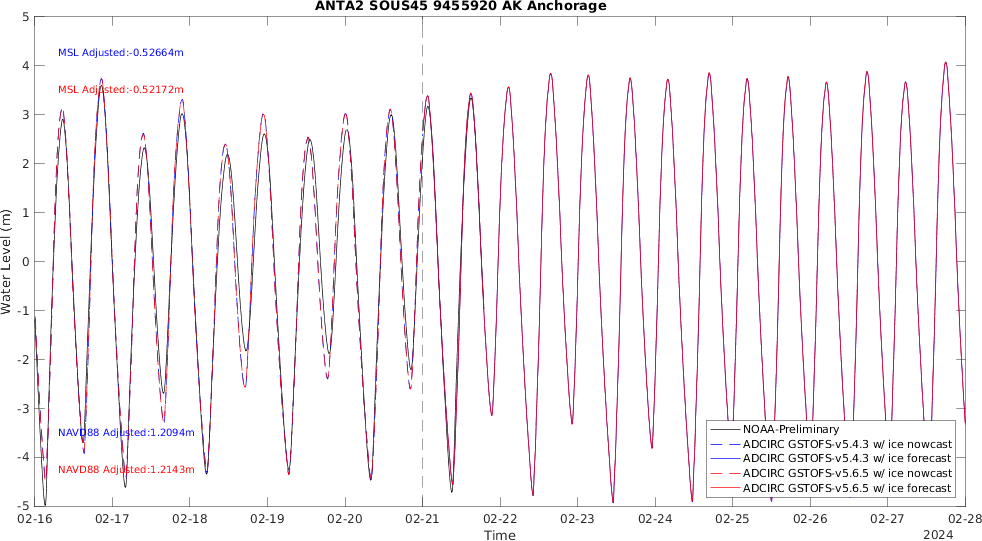 ANTA2 SOUS45 9455920 AK Anchorage
5
4
3
2
1
0
-1
-2
-3
-4
-5
Water Level (m)
MSL Adjusted:-0.52664m
MSL Adjusted:-0.52172m
NAVD88 Adjusted:1.2094m
NAVD88 Adjusted:1.2143m
NOAA-Preliminary
ADCIRC GSTOFS-v5.4.3 w/ ice nowcast
ADCIRC GSTOFS-v5.4.3 w/ ice forecast
ADCIRC GSTOFS-v5.6.5 w/ ice nowcast
ADCIRC GSTOFS-v5.6.5 w/ ice forecast
02-16 02-17 02-18 02-19 02-20 02-21 02-22 02-23 02-24 02-25 02-26 02-27 02-28
Time
2024